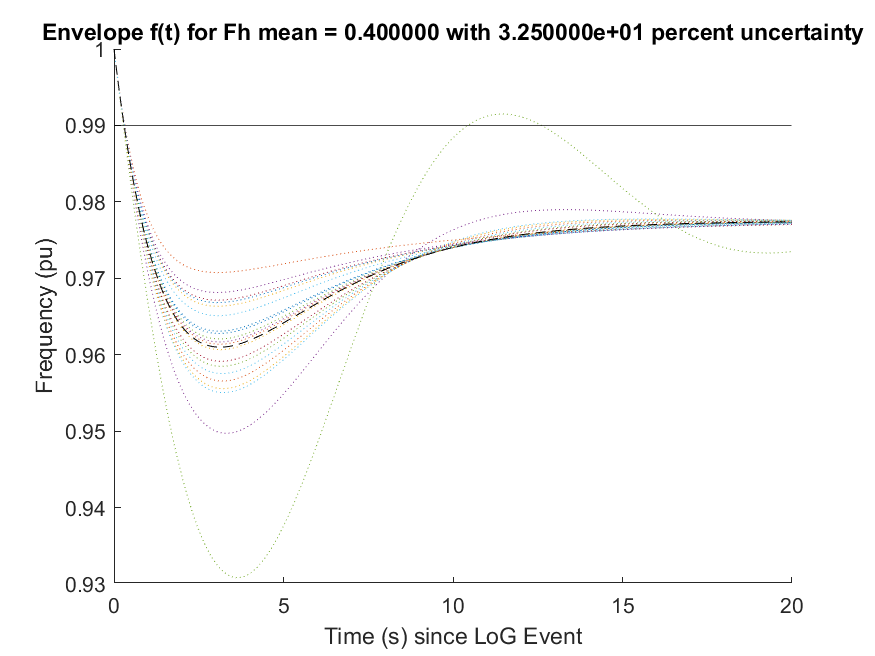 Envelope f(t) for Fh mean = 0.400000 with 3.250000e+01 percent uncertainty
1
0.99
0.98
0.97
0.96
0.95
0.94
0.93
Frequency (pu)
0 5 10 15 20
Time (s) since LoG Event